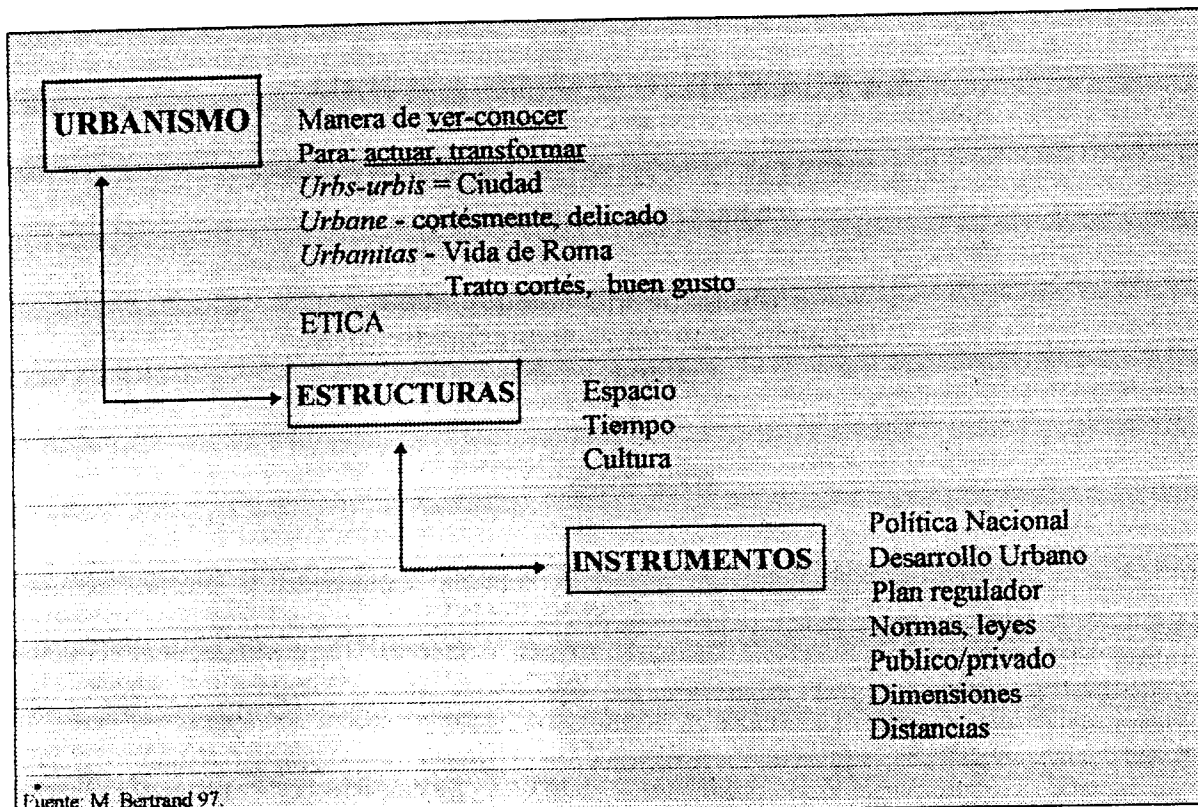 URBANISMO
Manera de ver-conocer
Para: actuar, transformar
Urbs-urbis = Ciudad
Urbane - cortésmente, delicado
Urbanitas - Vida de Roma
Trato cortés, buen gusto
ETICA
ESTRUCTURAS
Espacio
Tiempo
Cultura
INSTRUMENTOS
Política Nacional
Desarrollo Urbano
Plan regulador
Normas, leyes
Publico/privado
Dimensiones
Distancias
Fuente: M. Bertrand 97.